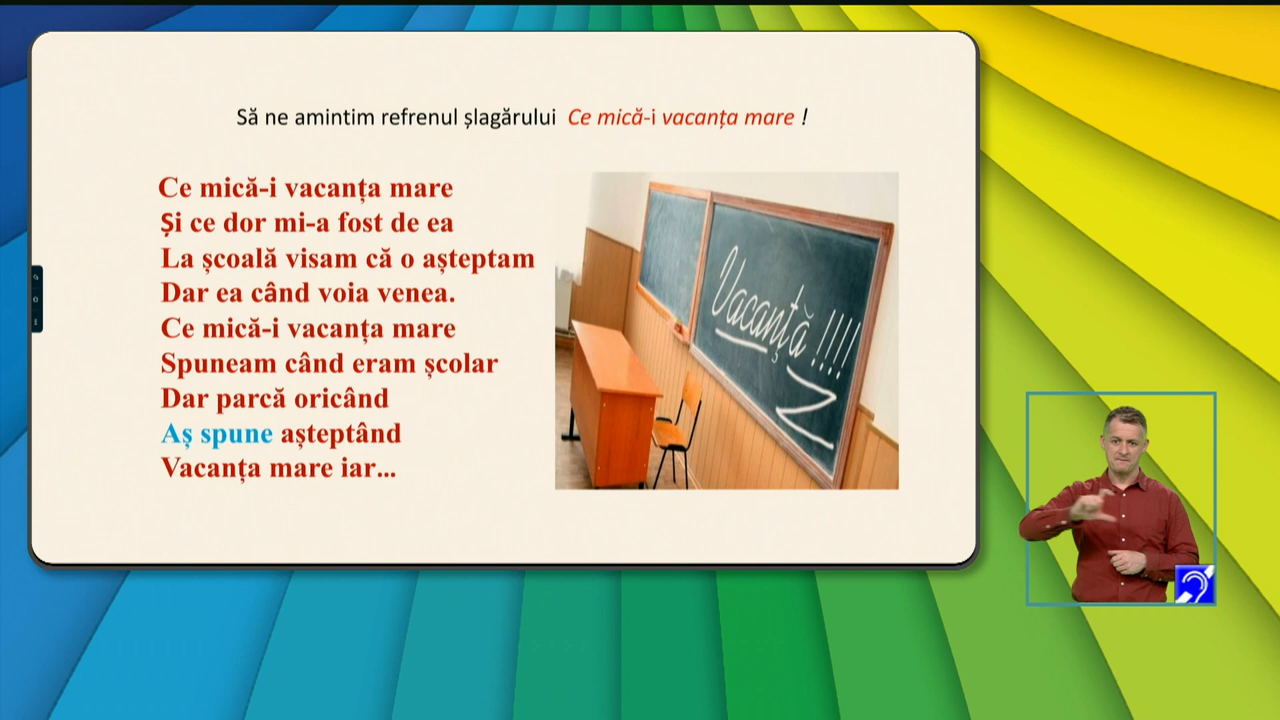 Să ne amintim refrenul șlagărului Ce mică-i vacanța mare !
Ce mică-i vacanța mare
Și ce dor mi-a fost de ea
La școală visam că o așteptam
Dar ea când voia venea.
Ce mică-i vacanța mare
Spuneam când eram școlar
Dar parcă oricând
Aș spune așteptând
Vacanța mare iar...
Vacanță !!!!